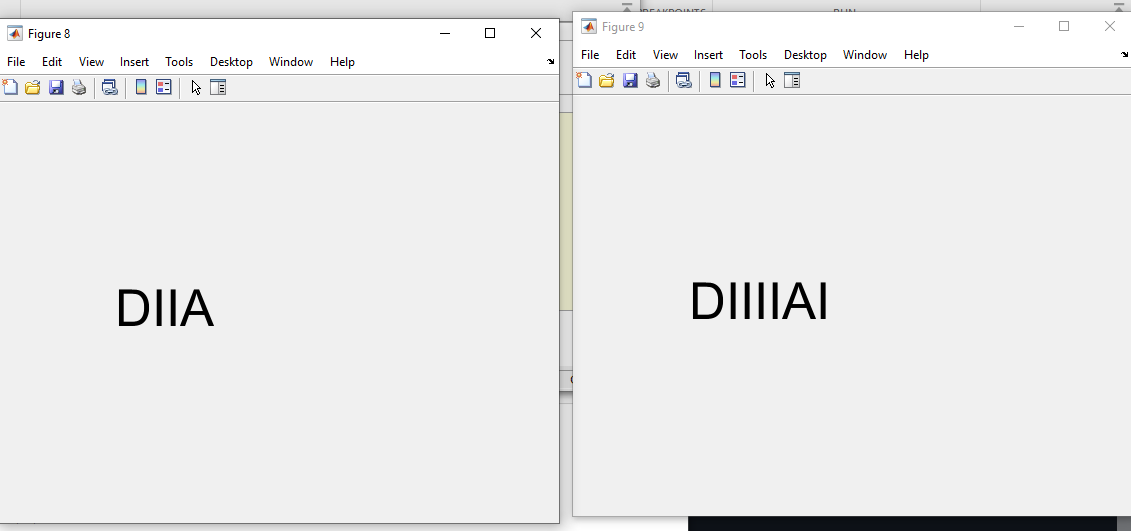 BREAKPOINTS RUN
Figure 8
File Edit View Insert Tools Desktop Window Help
DIIA
Figure 9
File Edit View Insert Tools Desktop Window Help
DIIIIAI